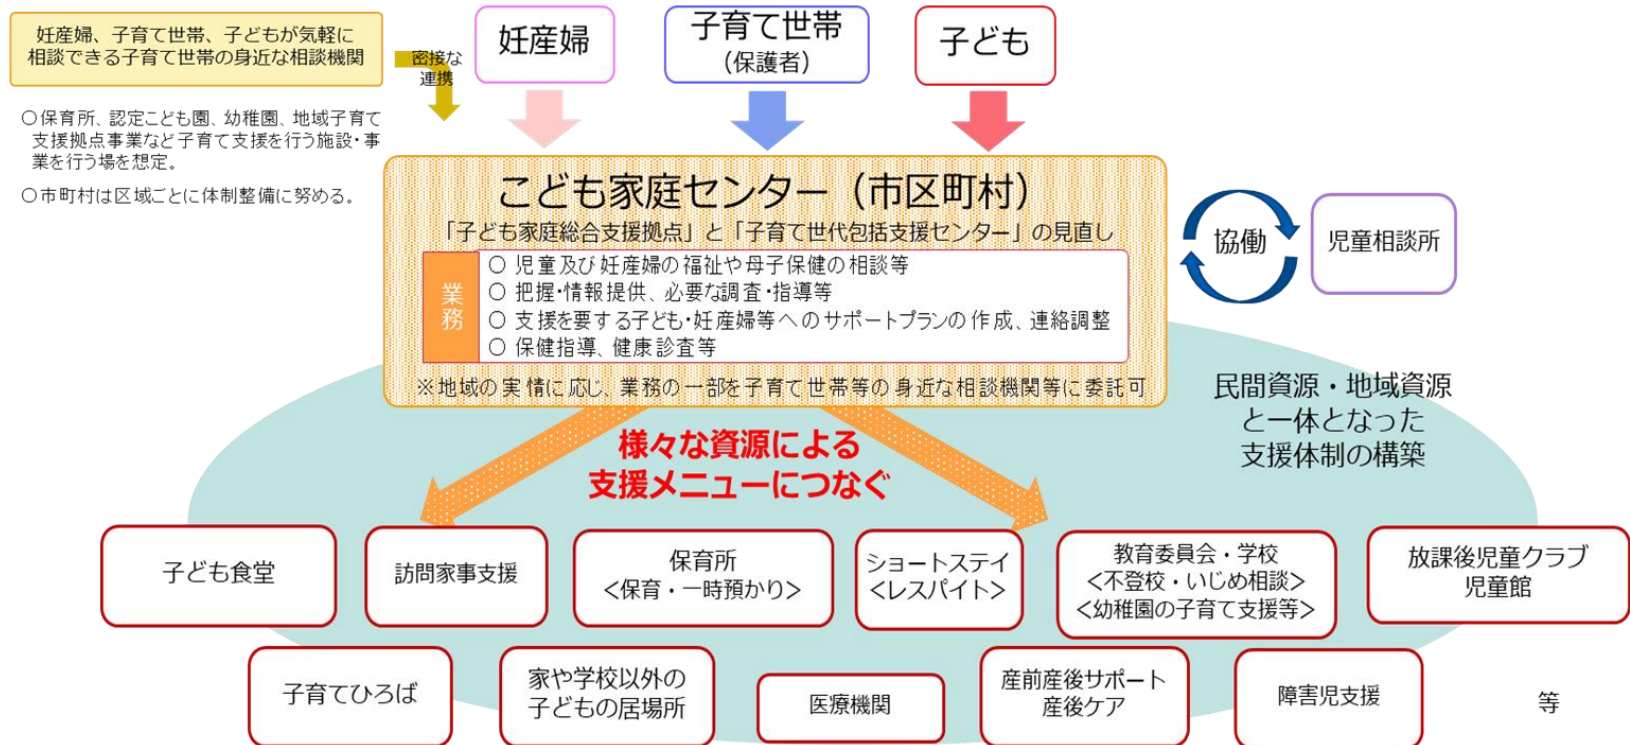 妊産婦、子育て世帯、子どもが気軽に
相談できる子育て世帯の身近な相談機関
密接な
連携
妊産婦
子育て世帯
(保護者)
子ども
○保育所、認定こども園、幼稚園、地域子育て
支援拠点事業など子育て支援を行う施設・事
業を行う場を想定。
○市町村は区域ごとに体制整備に努める。
こども家庭センター（市区町村）
「子ども家庭総合支援拠点」と「子育て世代包括支援センター」の見直し
業務
○ 児童及び妊産婦の福祉や母子保健の相談等
○ 把握・情報提供、必要な調査・指導等
○ 支援を要する子ども・妊産婦等へのサポートプランの作成、連絡調整
○ 保健指導、健康診査等
※地域の実情に応じ、業務の一部を子育て世帯等の身近な相談機関等に委託可
協働
児童相談所
民間資源・地域資源
と一体となった
支援体制の構築
様々な資源による
支援メニューにつなぐ
子ども食堂
訪問家事支援
保育所
<保育・一時預かり>
ショートステイ
<レスパイト>
教育委員会・学校
<不登校・いじめ相談>
<幼稚園の子育て支援等>
放課後児童クラブ
児童館
子育てひろば
家や学校以外の
子どもの居場所
医療機関
産前産後サポート
産後ケア
障害児支援
等